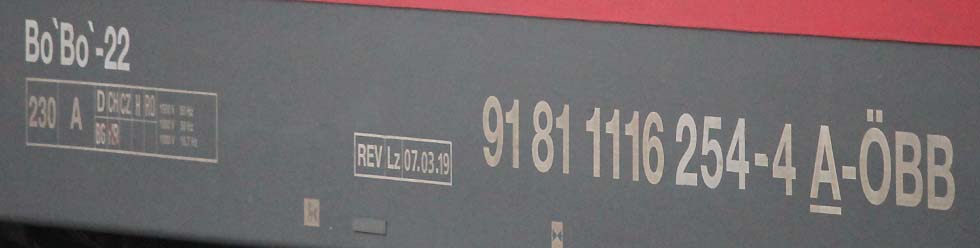 Bo`Bo`-22
230 A D CH CZ H RO
BG
REV Lz 07.03.19
91 81 1116 254-4 A-ÖBB